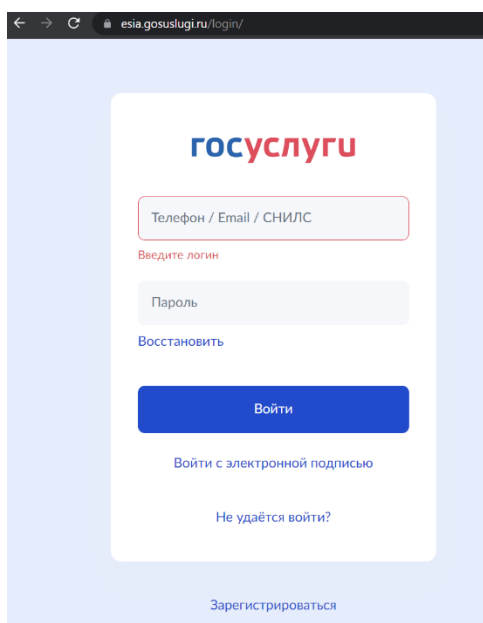 esia.gosuslugi.ru/login/
госуслуги
Телефон / Email / СНИЛС
Введите логин
Пароль
Восстановить
Войти
Войти с электронной подписью
Не удаётся войти?
Зарегистрироваться